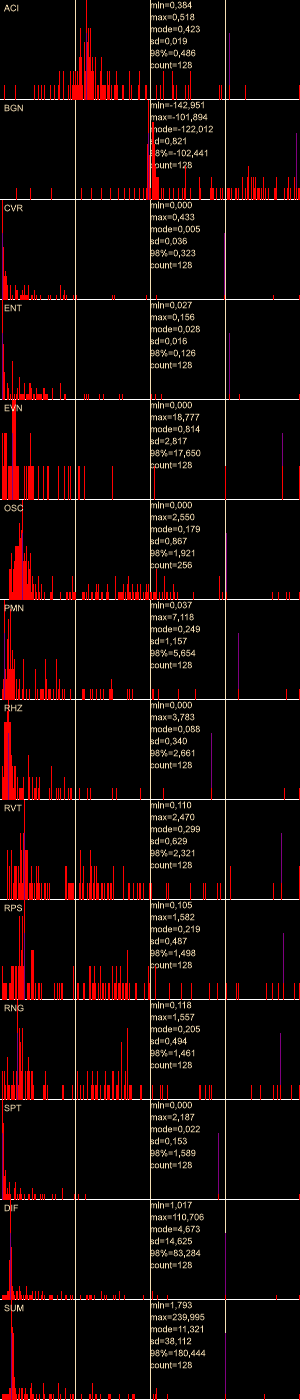 ACI
min=0,384
max=0,518
mode=0,423
sd=0,019
98%=0,486
count=128
BGN
min=-142,951
max=-101,894
mode=-122,012
sd=0,821
98%=-102,441
count=128
CVR
min=0,000
max=0,433
mode=0,005
sd=0,036
98%=0,323
count=128
ENT
min=0,027
max=0,156
mode=0,028
sd=0,016
98%=0,126
count=128
EVN
min=0,000
max=18,777
mode=0,814
sd=2,817
98%=17,650
count=128
OSC
min=0,000
max=2,550
mode=0,179
sd=0,867
98%=1,921
count=256
PMN
min=0,037
max=7,118
mode=0,249
sd=1,157
98%=5,654
count=128
RHZ
min=0,000
max=3,783
mode=0,088
sd=0,340
98%=2,661
count=128
RVT
min=0,110
max=2,470
mode=0,299
sd=0,629
98%=2,321
count=128
RPS
min=0,105
max=1,582
mode=0,219
sd=0,487
98%=1,498
count=128
RNG
min=0,118
max=1,557
mode=0,205
sd=0,494
98%=1,461
count=128
SPT
min=0,000
max=2,187
mode=0,022
sd=0,153
98%=1,589
count=128
DIF
min=1,017
max=110,706
mode=4,673
sd=14,625
98%=83,284
count=128
SUM
min=1,793
max=239,995
mode=11,321
sd=38,112
98%=180,444
count=128